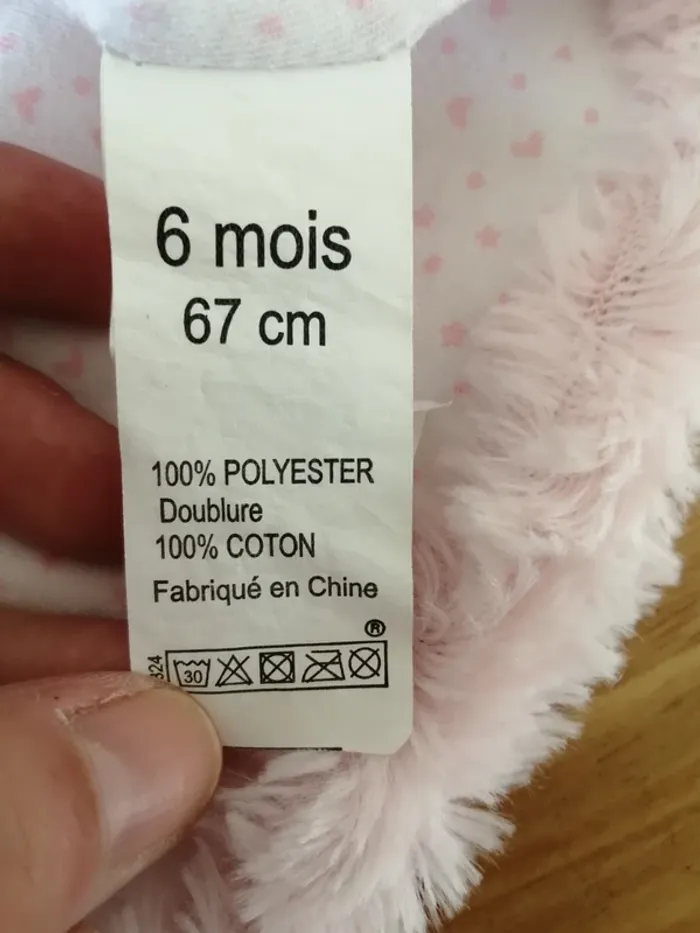 6 mois
67 cm
100% POLYESTER
Doublure
100% COTON
Fabriqué en Chine
®
30